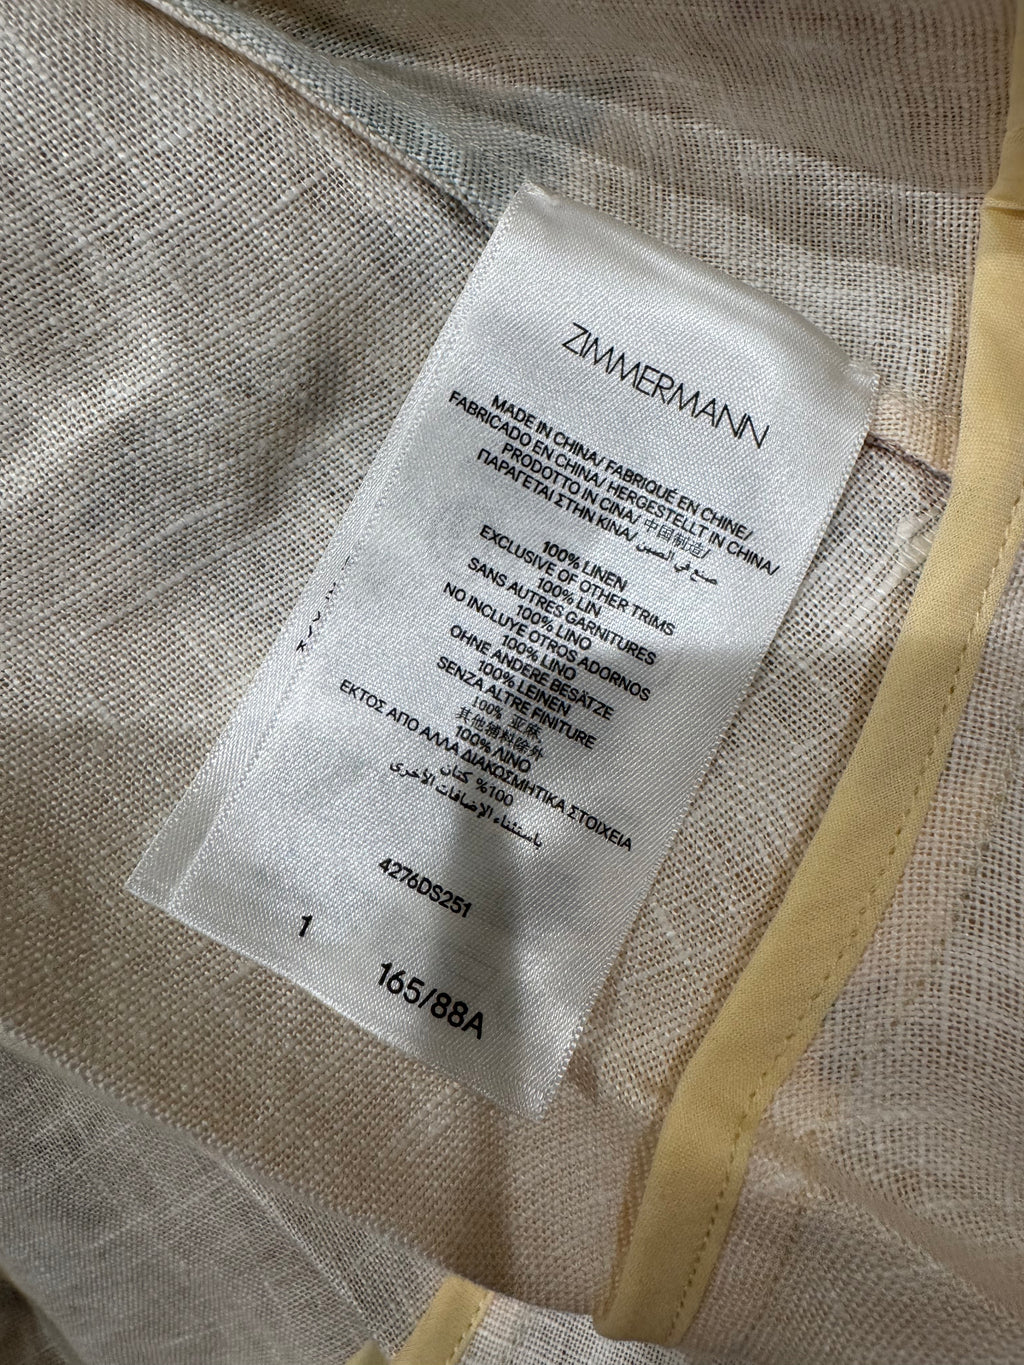 ZIMMERMANN
MADE IN CHINA/ FABRIQUE EN CHINE/
FABRICADO EN CHINA/ HERGESTELLT IN CHINA/
PRODOTTO IN CINA/ 中国制造/
ΠΑΡΑΓΕΤΑΙ ΣΤΗΝ ΚΙΝΑ/ صنع في الصين
100% LINEN
EXCLUSIVE OF OTHER TRIMS
100% LIN
SANS AUTRES GARNITURES
100% LINO
NO INCLUYE OTROS ADORNOS
100% LINO
OHNE ANDERE BESÄTZE
100% LEINEN
SENZA ALTRE FINITURE
100% 亚麻
其他辅料除外
100% ΛΙΝΟ
ΕΚΤΟΣ ΑΠΟ ΑΛΛΑ ΔΙΑΚΟΣΜΗΤΙΚΑ ΣΤΟΙΧΕΙΑ
100% كتان
باستثناء الإضافات الأخرى
4276DS251
1
165/88A